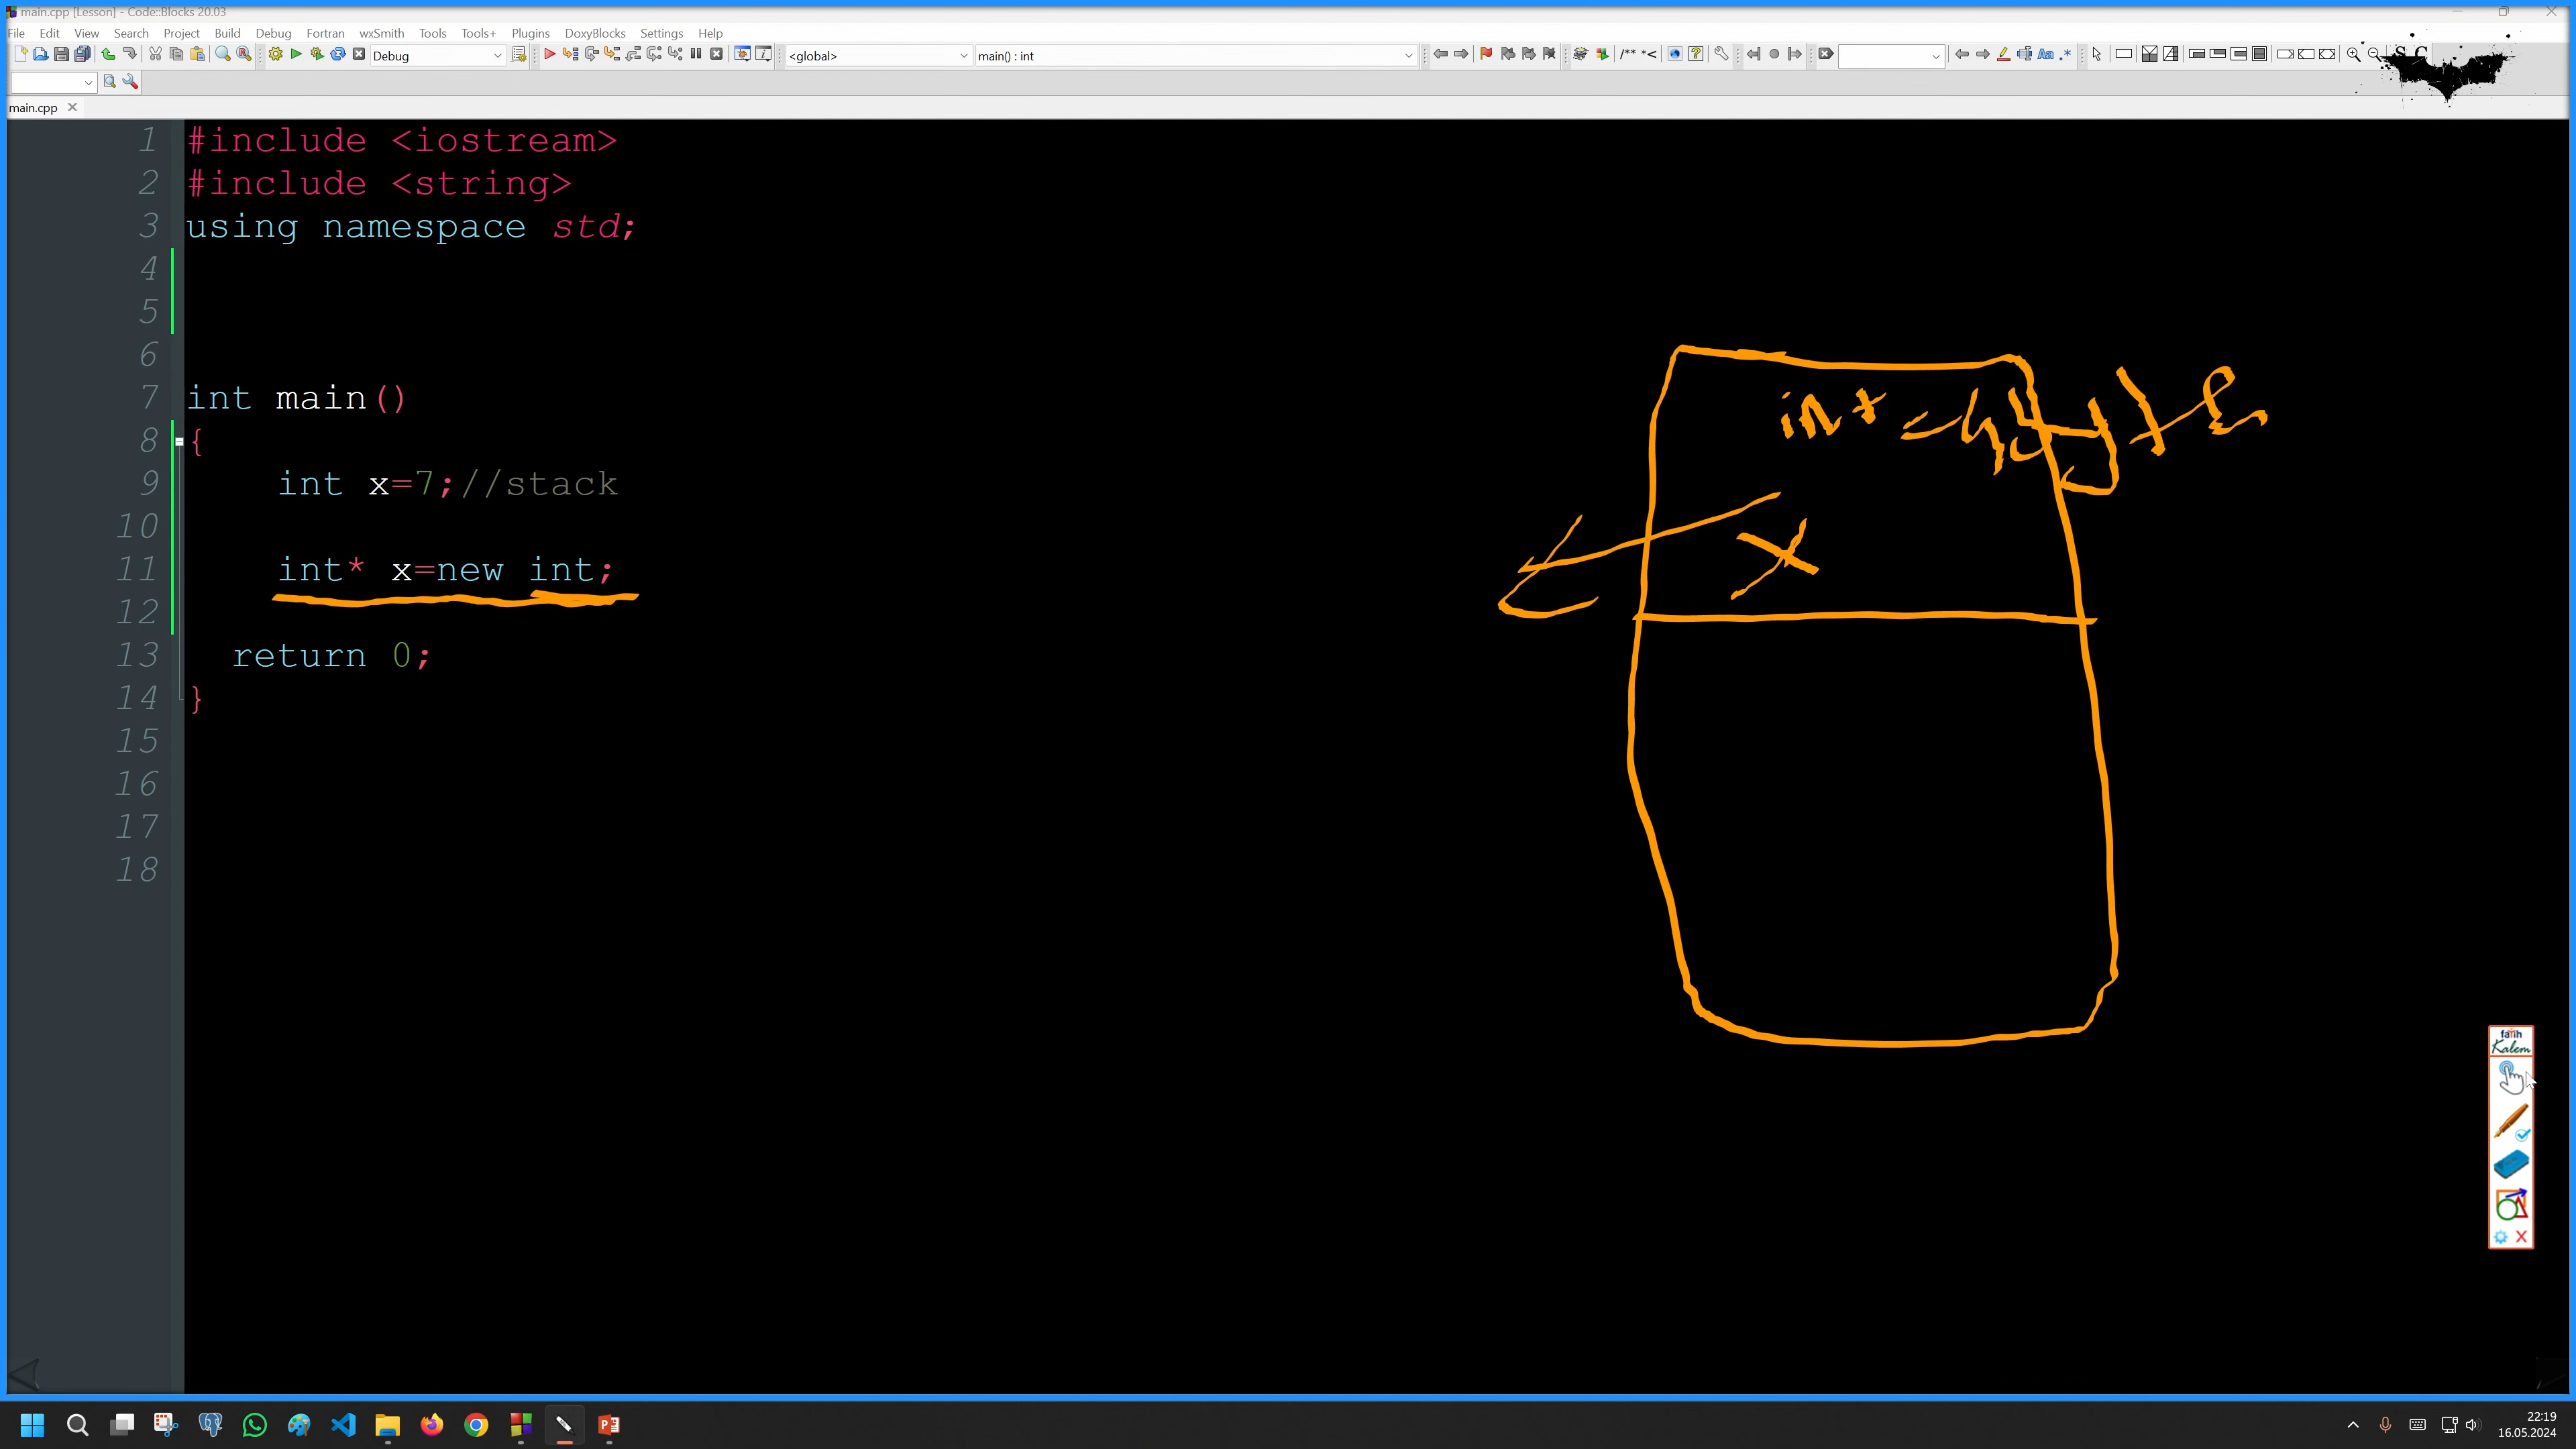 main.cpp [Lesson] - Code::Blocks 20.03
File Edit View Search Project Build Debug Fortran wxSmith Tools Tools+ Plugins DoxyBlocks Settings Help
Debug <global> main() : int /** *< Aa .* S C
main.cpp
1 #include <iostream>
2 #include <string>
3 using namespace std;
4
5
6
7 int main()
8 {
9 int x=7;//stack
10
11 int* x=new int;
12
13 return 0;
14 }
15
16
17
18
int =4byte
x
fatih
Kalem
22:19
16.05.2024